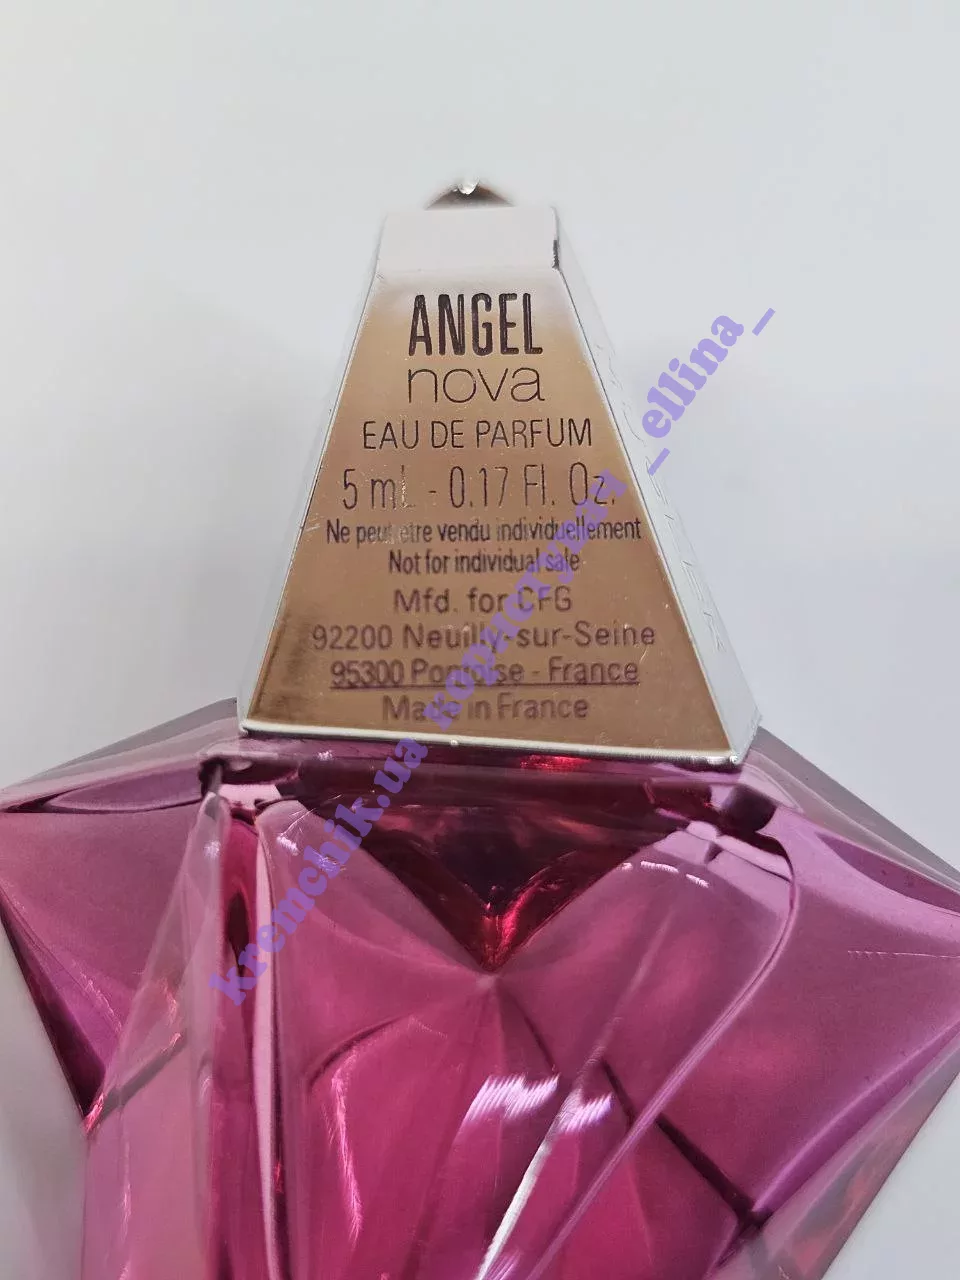 ANGEL
nova
EAU DE PARFUM
5 mL - 0.17 Fl. Oz.
Ne peut être vendu individuellement
Not for individual sale
Mfd. for CFG
92200 Neuilly-sur-Seine
95300 Pontoise - France
Made in France
kremchik.ua користувач _ellina_